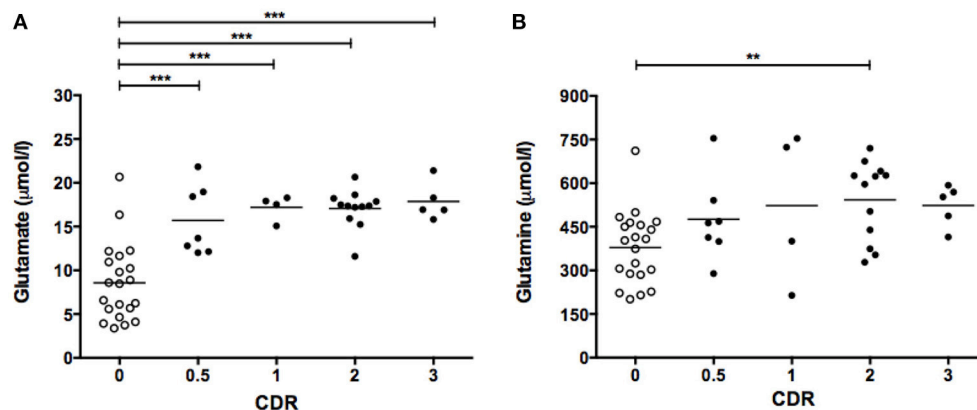 A
***
***
***
***
30
25
20
15
10
5
0
Glutamate (μmol/l)
0 0.5 1 2 3
CDR
B
**
900
750
600
450
300
150
0
Glutamine (μmol/l)
0 0.5 1 2 3
CDR